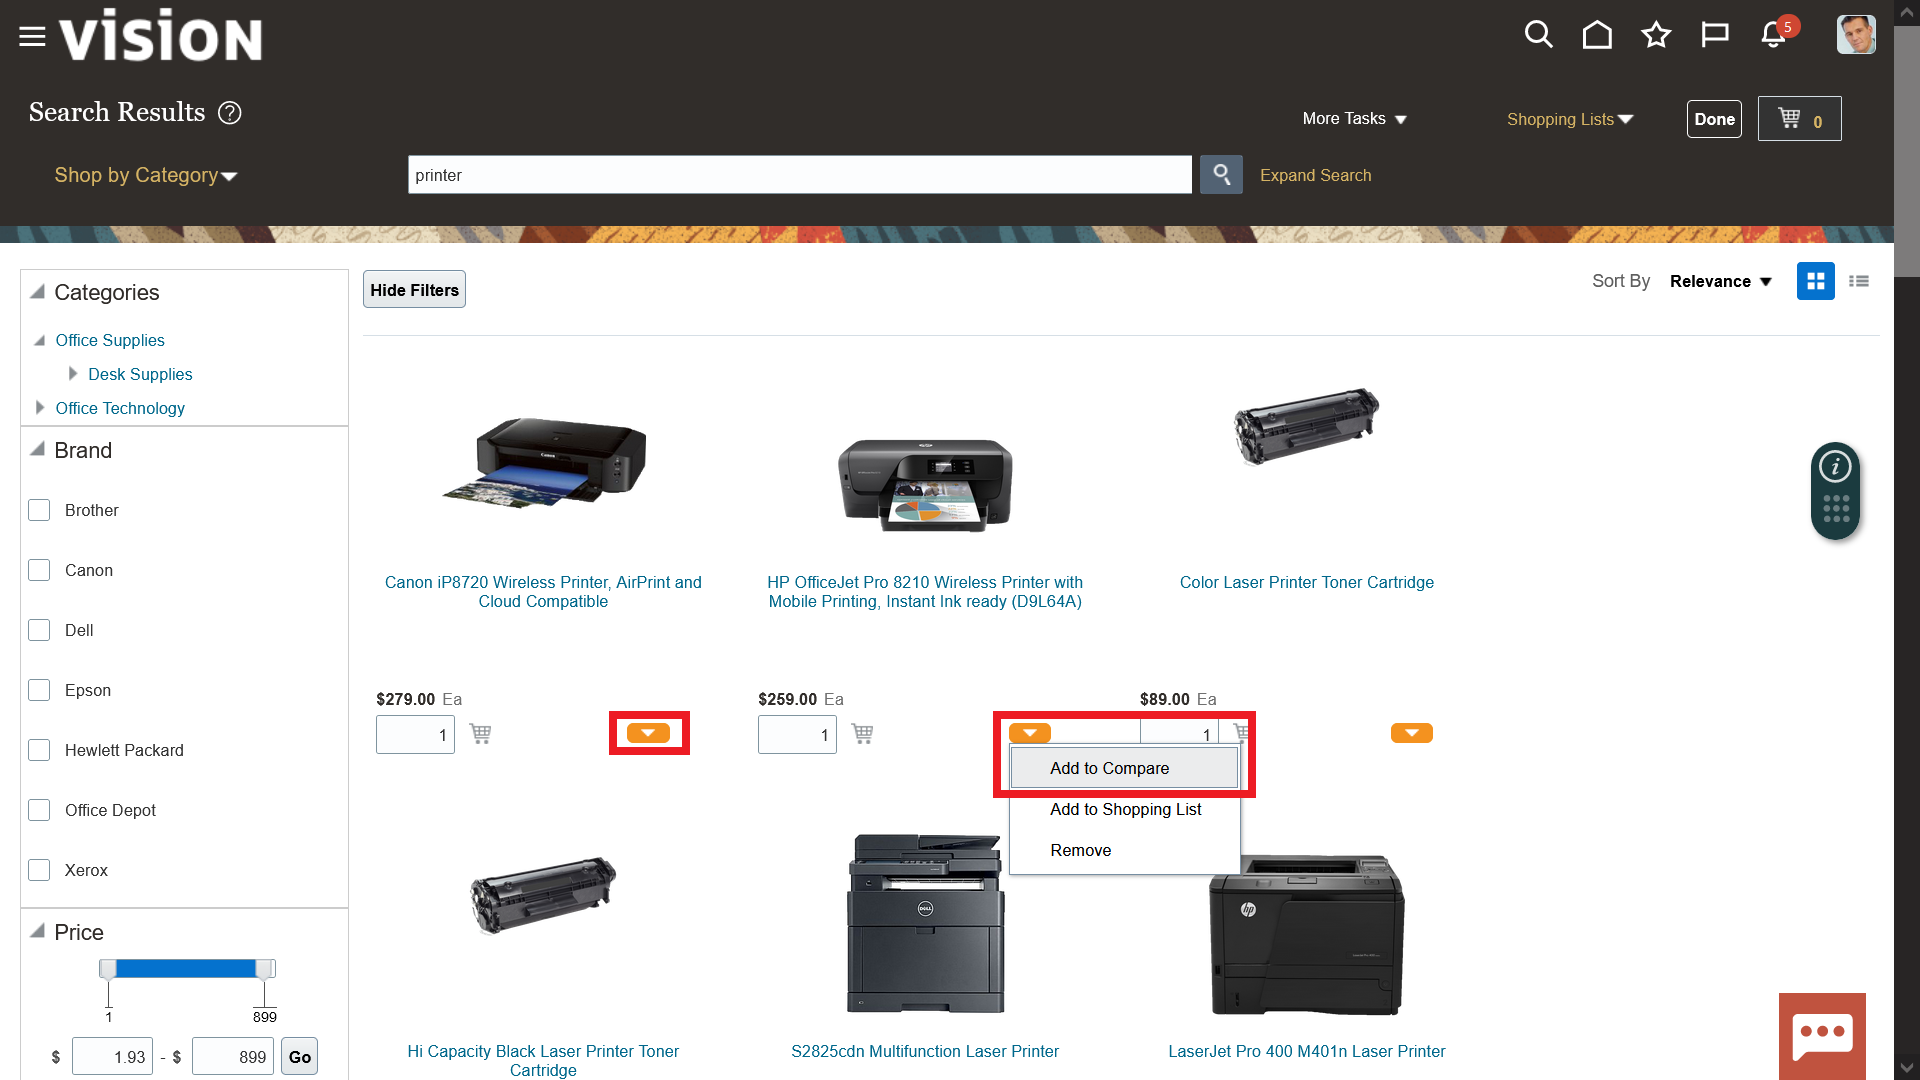 vision
5
Search Results ?
More Tasks
Shopping Lists
Done
0
Shop by Category
printer
Expand Search
Categories
Office Supplies
Desk Supplies
Office Technology
Brand
Brother
Canon
Dell
Epson
Hewlett Packard
Office Depot
Xerox
Price
1
899
$ 1.93 - $ 899 Go
Hide Filters
Sort By Relevance
i
Canon
Canon iP8720 Wireless Printer, AirPrint and
Cloud Compatible
$279.00 Ea
1
hp
HP OfficeJet Pro 8210 Wireless Printer with
Mobile Printing, Instant Ink ready (D9L64A)
$259.00 Ea
1
Color Laser Printer Toner Cartridge
$89.00 Ea
1
Add to Compare
Add to Shopping List
Remove
Hi Capacity Black Laser Printer Toner
Cartridge
DELL
S2825cdn Multifunction Laser Printer
hp
LaserJet Pro 400 M401n Laser Printer